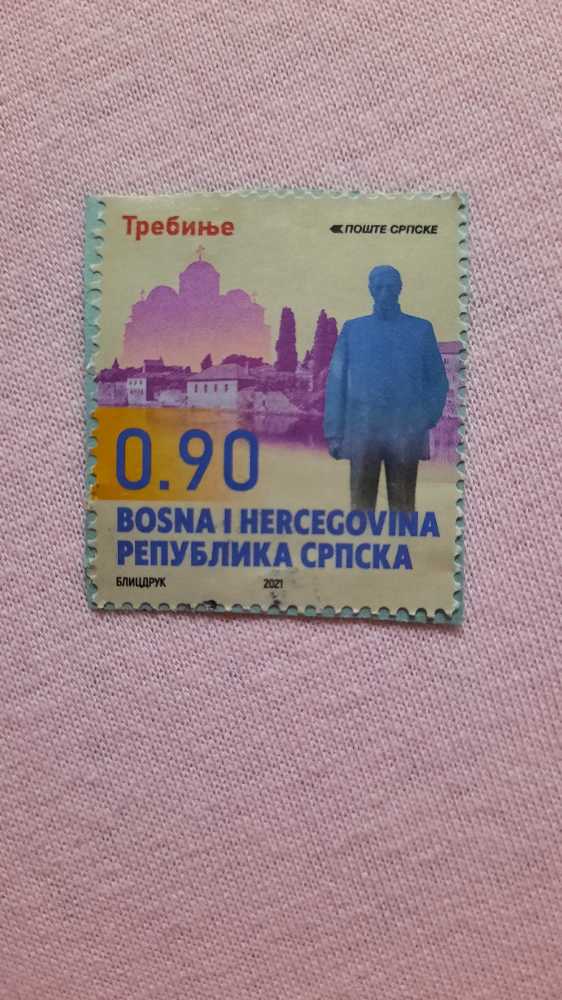 Требиње
ПОШТЕ СРПСКЕ
0.90
BOSNA I HERCEGOVINA
РЕПУБЛИКА СРПСКА
БЛИЦДРУК 2021